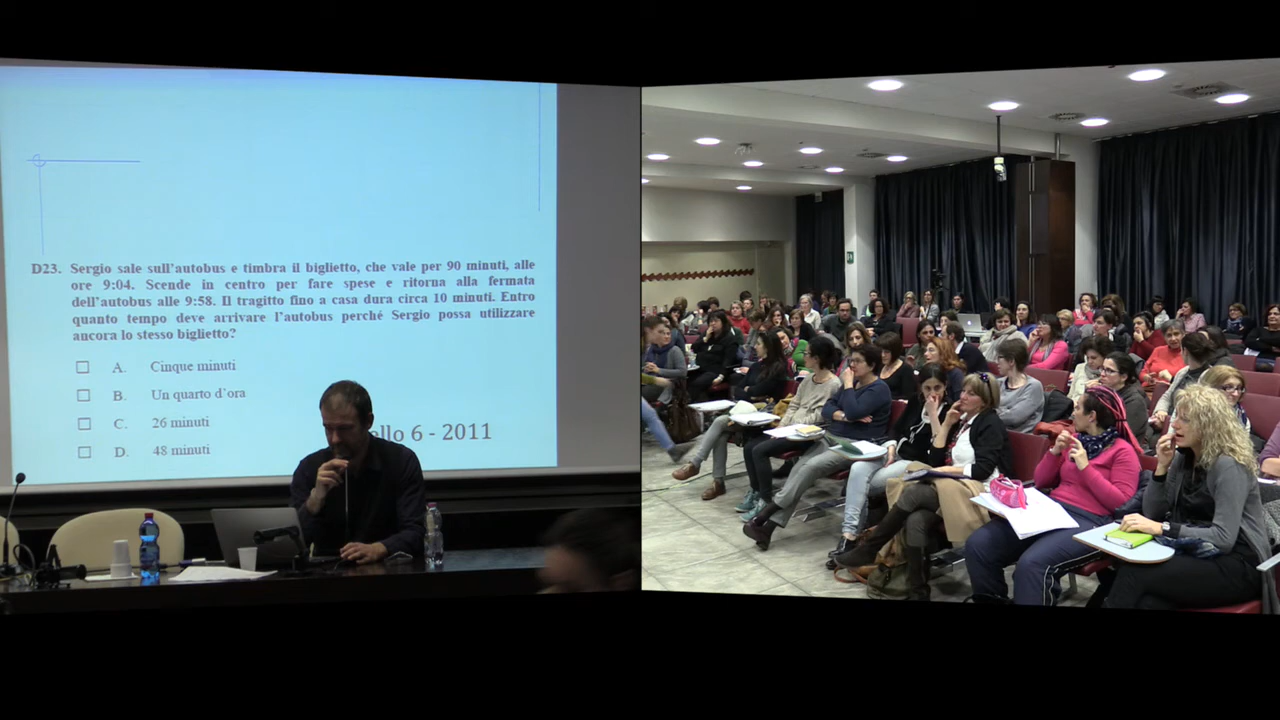 D23. Sergio sale sull'autobus e timbra il biglietto, che vale per 90 minuti, alle
ore 9:04. Scende in centro per fare spese e ritorna alla fermata
dell'autobus alle 9:58. Il tragitto fino a casa dura circa 10 minuti. Entro
quanto tempo deve arrivare l'autobus perché Sergio possa utilizzare
ancora lo stesso biglietto?
A. Cinque minuti
B. Un quarto d'ora
C. 26 minuti
D. 48 minuti
llo 6 - 2011